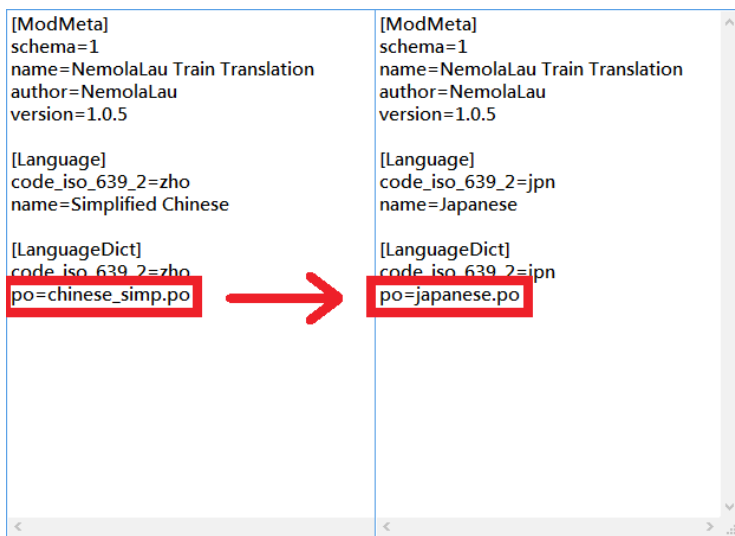 [ModMeta]
schema=1
name=NemolaLau Train Translation
author=NemolaLau
version=1.0.5
[Language]
code_iso_639_2=zho
name=Simplified Chinese
[LanguageDict]
code_iso_639_2=zho
po=chinese_simp.po
[ModMeta]
schema=1
name=NemolaLau Train Translation
author=NemolaLau
version=1.0.5
[Language]
code_iso_639_2=jpn
name=Japanese
[LanguageDict]
code_iso_639_2=jpn
po=japanese.po